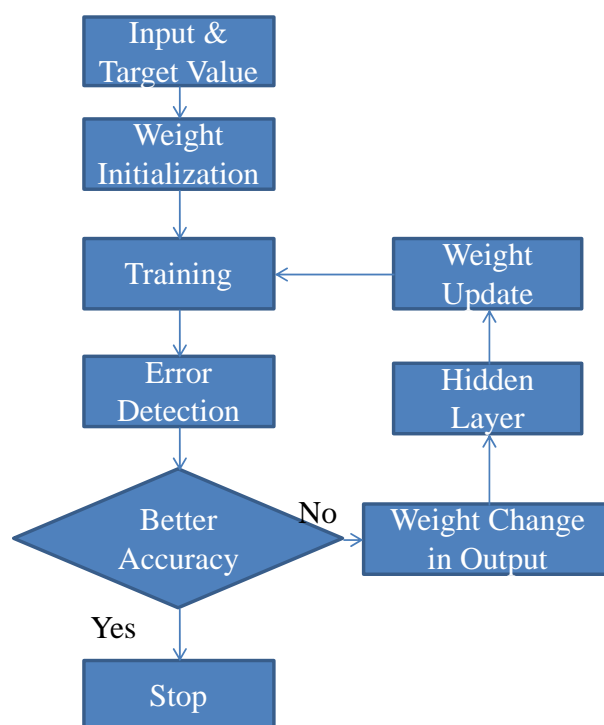 Input &
Target Value
Weight
Initialization
Training
Weight
Update
Error
Detection
Hidden
Layer
Better
Accuracy
No
Weight Change
in Output
Yes
Stop